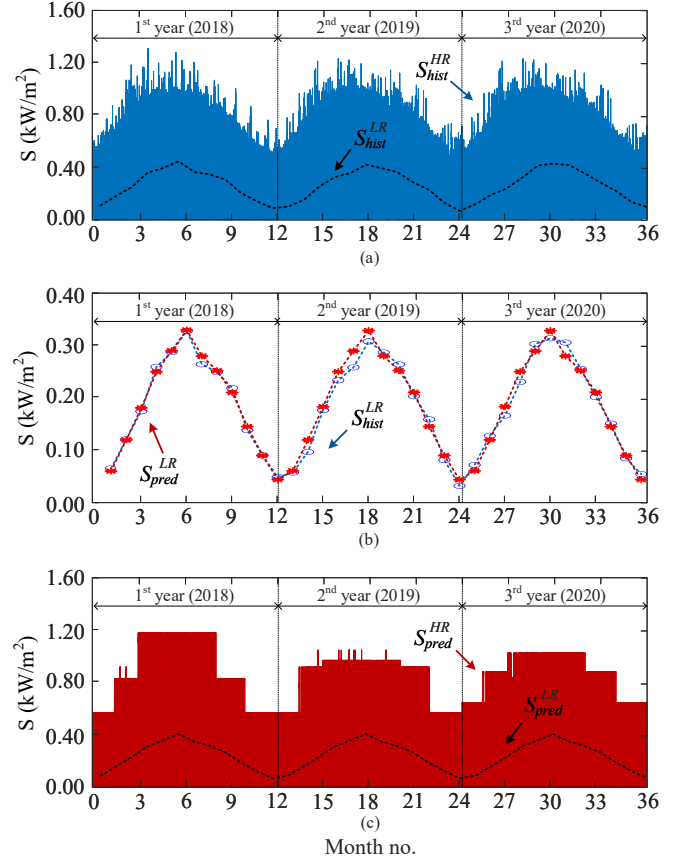 1.60
1st year (2018) 2nd year (2019) 3rd year (2020)
1.20
S_hist^HR
0.80
S_hist^LR
0.40
0.00
S (kW/m2)
0 3 6 9 12 15 18 21 24 27 30 33 36
(a)
0.40
1st year (2018) 2nd year (2019) 3rd year (2020)
0.30
0.20
S_hist^LR
0.10
S_pred^LR
0.00
S (kW/m2)
0 3 6 9 12 15 18 21 24 27 30 33 36
(b)
1.60
1st year (2018) 2nd year (2019) 3rd year (2020)
1.20
S_pred^HR
0.80
S_pred^LR
0.40
0.00
S (kW/m2)
0 3 6 9 12 15 18 21 24 27 30 33 36
(c)
Month no.